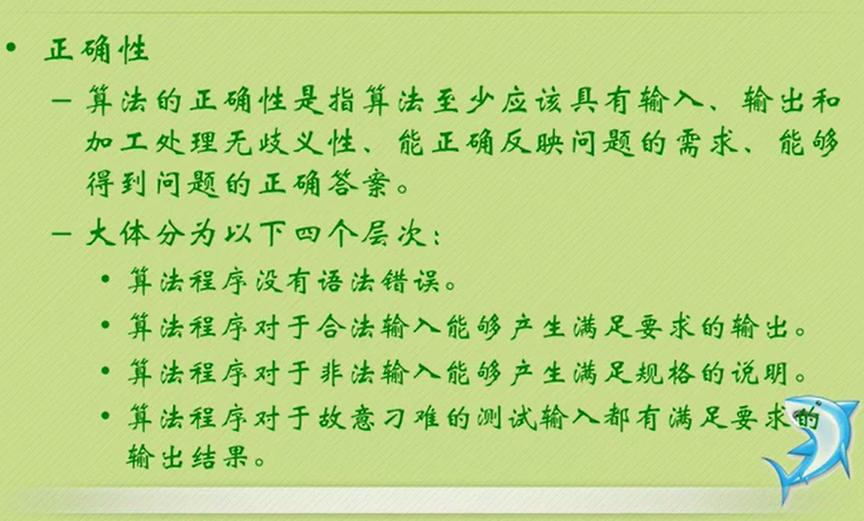 • 正确性
– 算法的正确性是指算法至少应该具有输入、输出和
加工处理无歧义性、能正确反映问题的需求、能够
得到问题的正确答案。
– 大体分为以下四个层次：
• 算法程序没有语法错误。
• 算法程序对于合法输入能够产生满足要求的输出。
• 算法程序对于非法输入能够产生满足规格的说明。
• 算法程序对于故意刁难的测试输入都有满足要求的
输出结果。